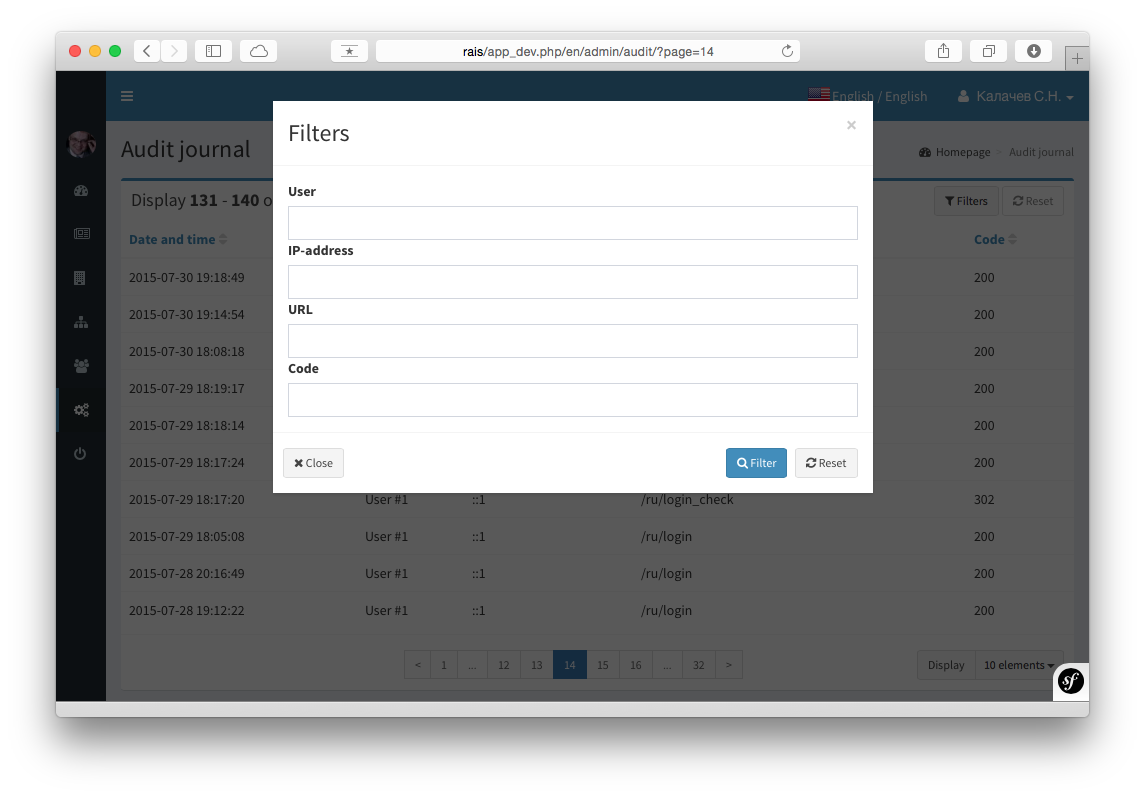 rais/app_dev.php/en/admin/audit/?page=14
English / English
Калачев С.Н.
Audit journal
Homepage
Audit journal
Filters
×
Display 131 - 140 o
Filters
Reset
User
IP-address
URL
Code
Close
Filter
Reset
Date and time
Code
2015-07-30 19:18:49
200
2015-07-30 19:14:54
200
2015-07-30 18:08:18
200
2015-07-29 18:19:17
200
2015-07-29 18:18:14
200
2015-07-29 18:17:24
200
2015-07-29 18:17:20 User #1 ::1 /ru/login_check 302
2015-07-29 18:05:08 User #1 ::1 /ru/login 200
2015-07-28 20:16:49 User #1 ::1 /ru/login 200
2015-07-28 19:12:22 User #1 ::1 /ru/login 200
< 1 ... 12 13 14 15 16 ... 32 >
Display 10 elements
sf